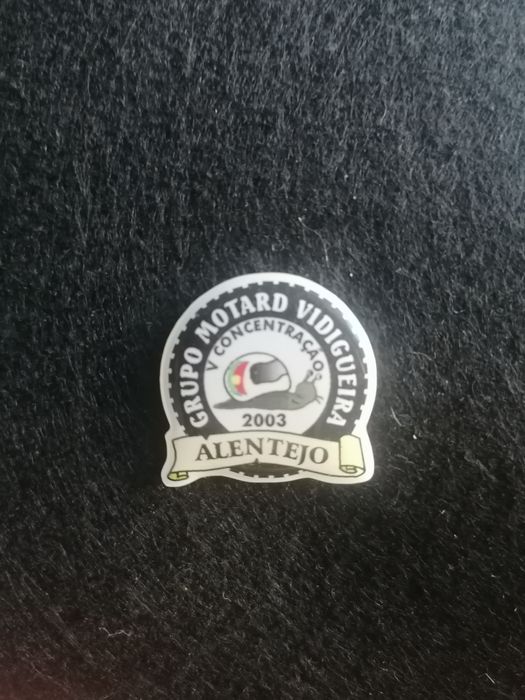 GRUPO MOTARD VIDIGUEIRA
V CONCENTRAÇÃO
2003
ALENTEJO